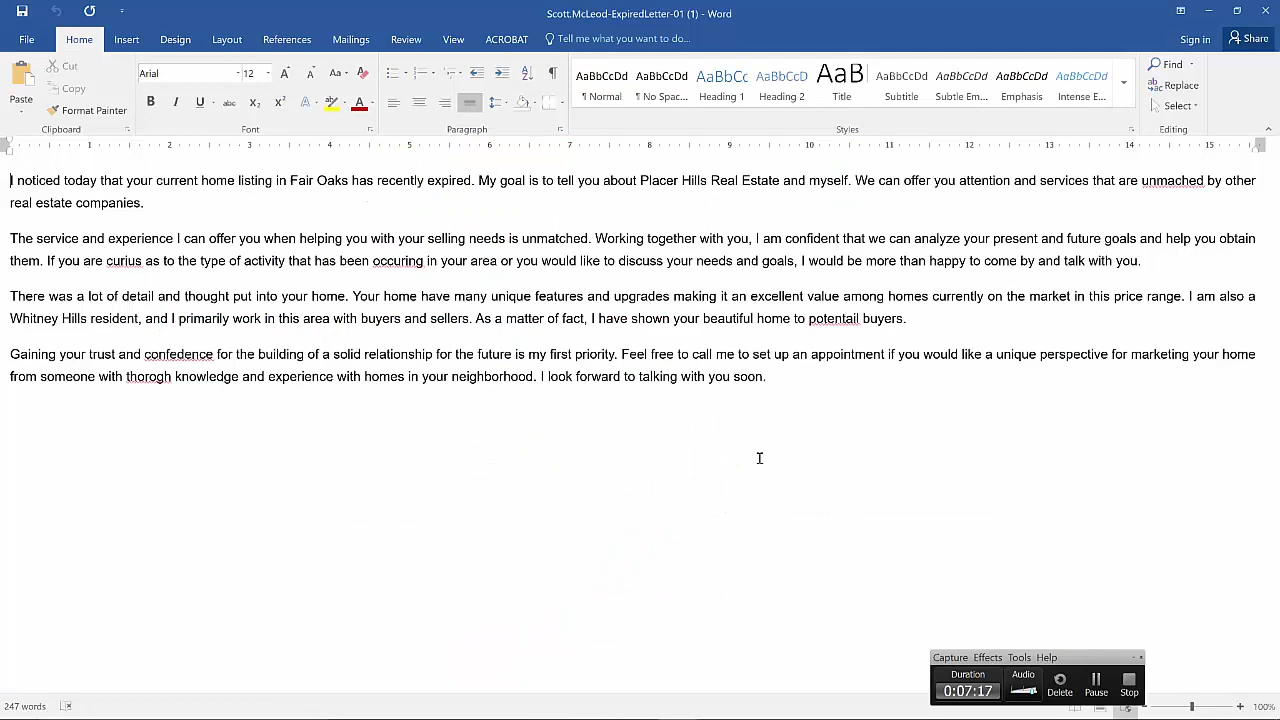 Scott.McLeod-ExpiredLetter-01 (1) - Word
File Home Insert Design Layout References Mailings Review View ACROBAT Tell me what you want to do... Sign in Share
Paste
Cut
Copy
Format Painter
Clipboard
Arial 12
Font
Paragraph
AaBbCcDd AaBbCcDd AaBbCc AaBbCcD AaB AaBbCcDd AaBbCcDd AaBbCcDd AaBbCcDd
¶ Normal ¶ No Spac... Heading 1 Heading 2 Title Subtitle Subtle Em... Emphasis Intense E...
Styles
Find
Replace
Select
Editing
1 2 3 4 5 6 7 8 9 10 11 12 13 14 15
I noticed today that your current home listing in Fair Oaks has recently expired. My goal is to tell you about Placer Hills Real Estate and myself. We can offer you attention and services that are unmached by other
real estate companies.
The service and experience I can offer you when helping you with your selling needs is unmatched. Working together with you, I am confident that we can analyze your present and future goals and help you obtain
them. If you are curius as to the type of activity that has been occuring in your area or you would like to discuss your needs and goals, I would be more than happy to come by and talk with you.
There was a lot of detail and thought put into your home. Your home have many unique features and upgrades making it an excellent value among homes currently on the market in this price range. I am also a
Whitney Hills resident, and I primarily work in this area with buyers and sellers. As a matter of fact, I have shown your beautiful home to potentail buyers.
Gaining your trust and confedence for the building of a solid relationship for the future is my first priority. Feel free to call me to set up an appointment if you would like a unique perspective for marketing your home
from someone with thorogh knowledge and experience with homes in your neighborhood. I look forward to talking with you soon.
Capture Effects Tools Help
Duration Audio
0:07:17 Delete Pause Stop
247 words 100%